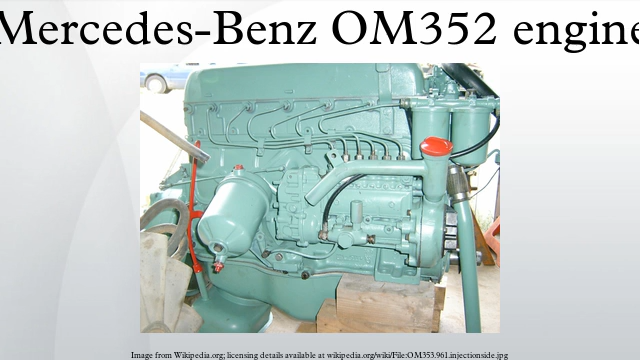 Mercedes-Benz OM352 engine
Image from Wikipedia.org; licensing details available at wikipedia.org/wiki/File:OM353.961.injectionside.jpg